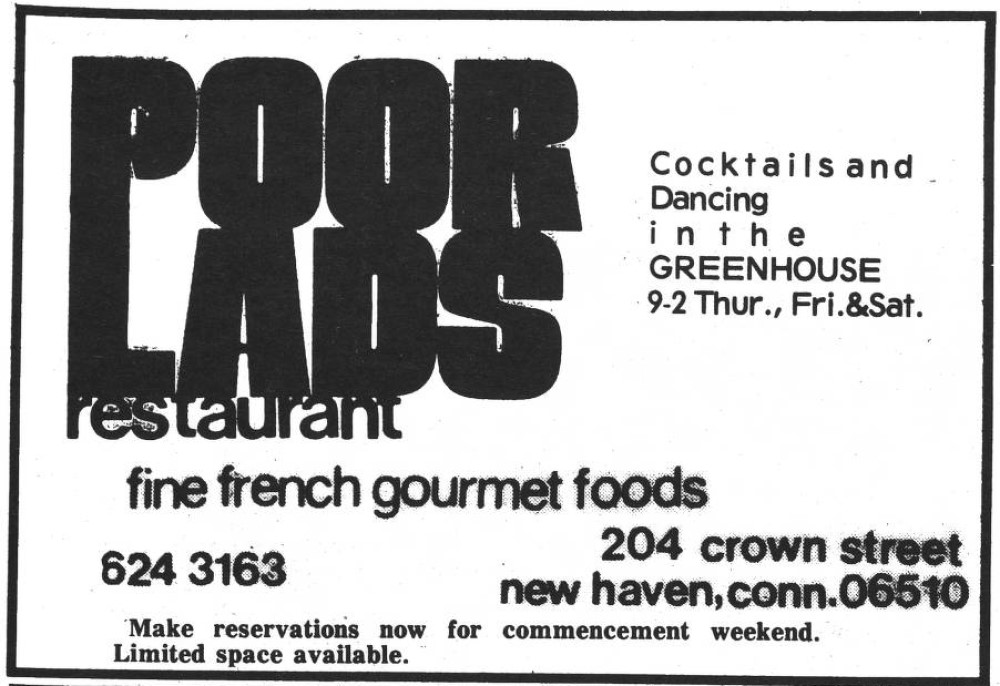 POOR
LADS
restaurant
Cocktails and
Dancing
in the
GREENHOUSE
9-2 Thur., Fri.&Sat.
fine french gourmet foods
624 3163
204 crown street
new haven, conn. 06510
Make reservations now for commencement weekend.
Limited space available.